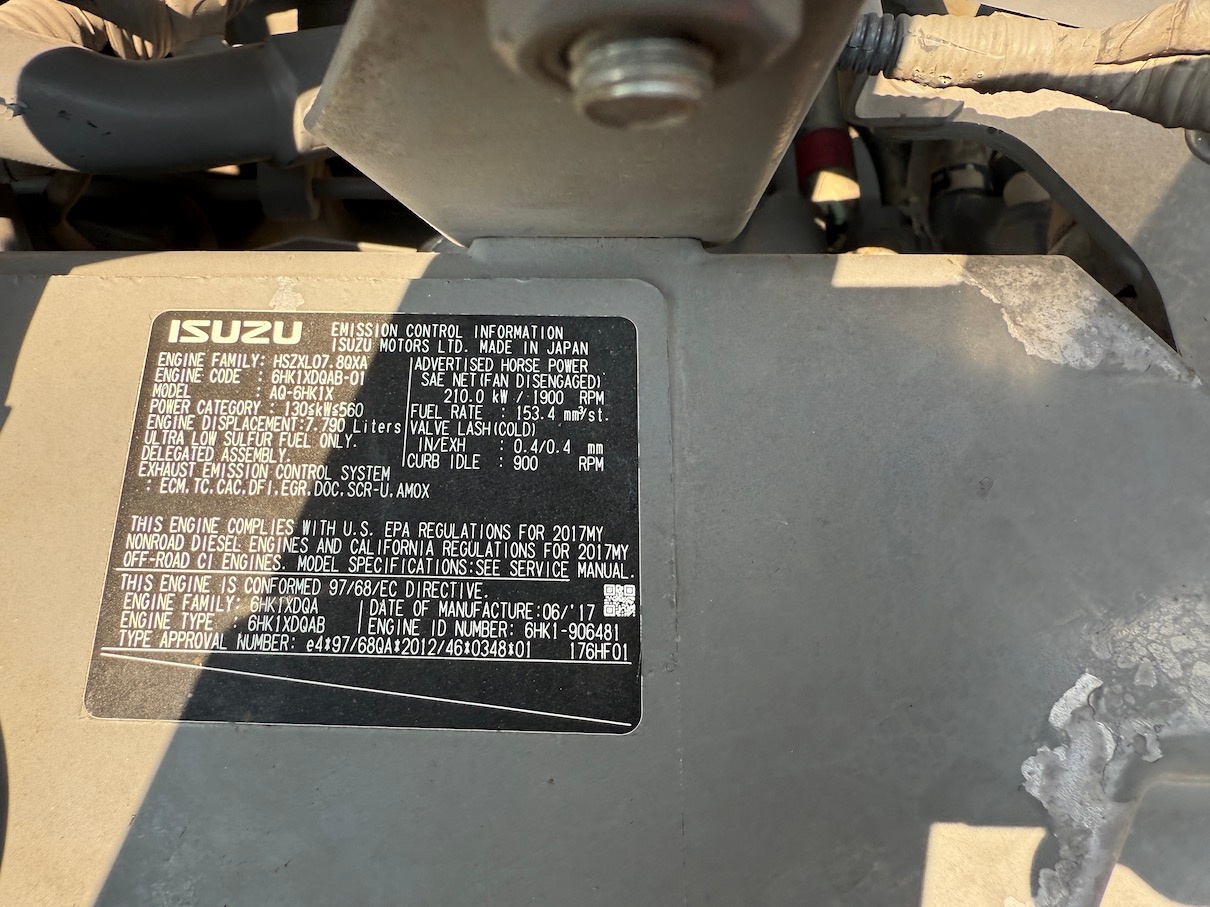 ISUZU
EMISSION CONTROL INFORMATION
ISUZU MOTORS LTD. MADE IN JAPAN
ENGINE FAMILY: HSZXL07.8QXA
ENGINE CODE : 6HK1XDQAB-01
MODEL : AQ-6HK1X
POWER CATEGORY : 130≤kW≤560
ENGINE DISPLACEMENT:7.790 Liters
ULTRA LOW SULFUR FUEL ONLY.
DELEGATED ASSEMBLY.
EXHAUST EMISSION CONTROL SYSTEM
: ECM,TC,CAC,DFI,EGR,DOC,SCR-U,AMOX
ADVERTISED HORSE POWER
SAE NET(FAN DISENGAGED)
210.0 kW / 1900 RPM
FUEL RATE : 153.4 mm³/st.
VALVE LASH(COLD)
IN/EXH : 0.4/0.4 mm
CURB IDLE : 900 RPM
THIS ENGINE COMPLIES WITH U.S. EPA REGULATIONS FOR 2017MY
NONROAD DIESEL ENGINES AND CALIFORNIA REGULATIONS FOR 2017MY
OFF-ROAD CI ENGINES. MODEL SPECIFICATIONS:SEE SERVICE MANUAL.
THIS ENGINE IS CONFORMED 97/68/EC DIRECTIVE.
ENGINE FAMILY: 6HK1XDQA
ENGINE TYPE : 6HK1XDQAB
DATE OF MANUFACTURE:06/'17
ENGINE ID NUMBER: 6HK1-906481
TYPE APPROVAL NUMBER: e4*97/68QA*2012/46*0348*01 176HF01